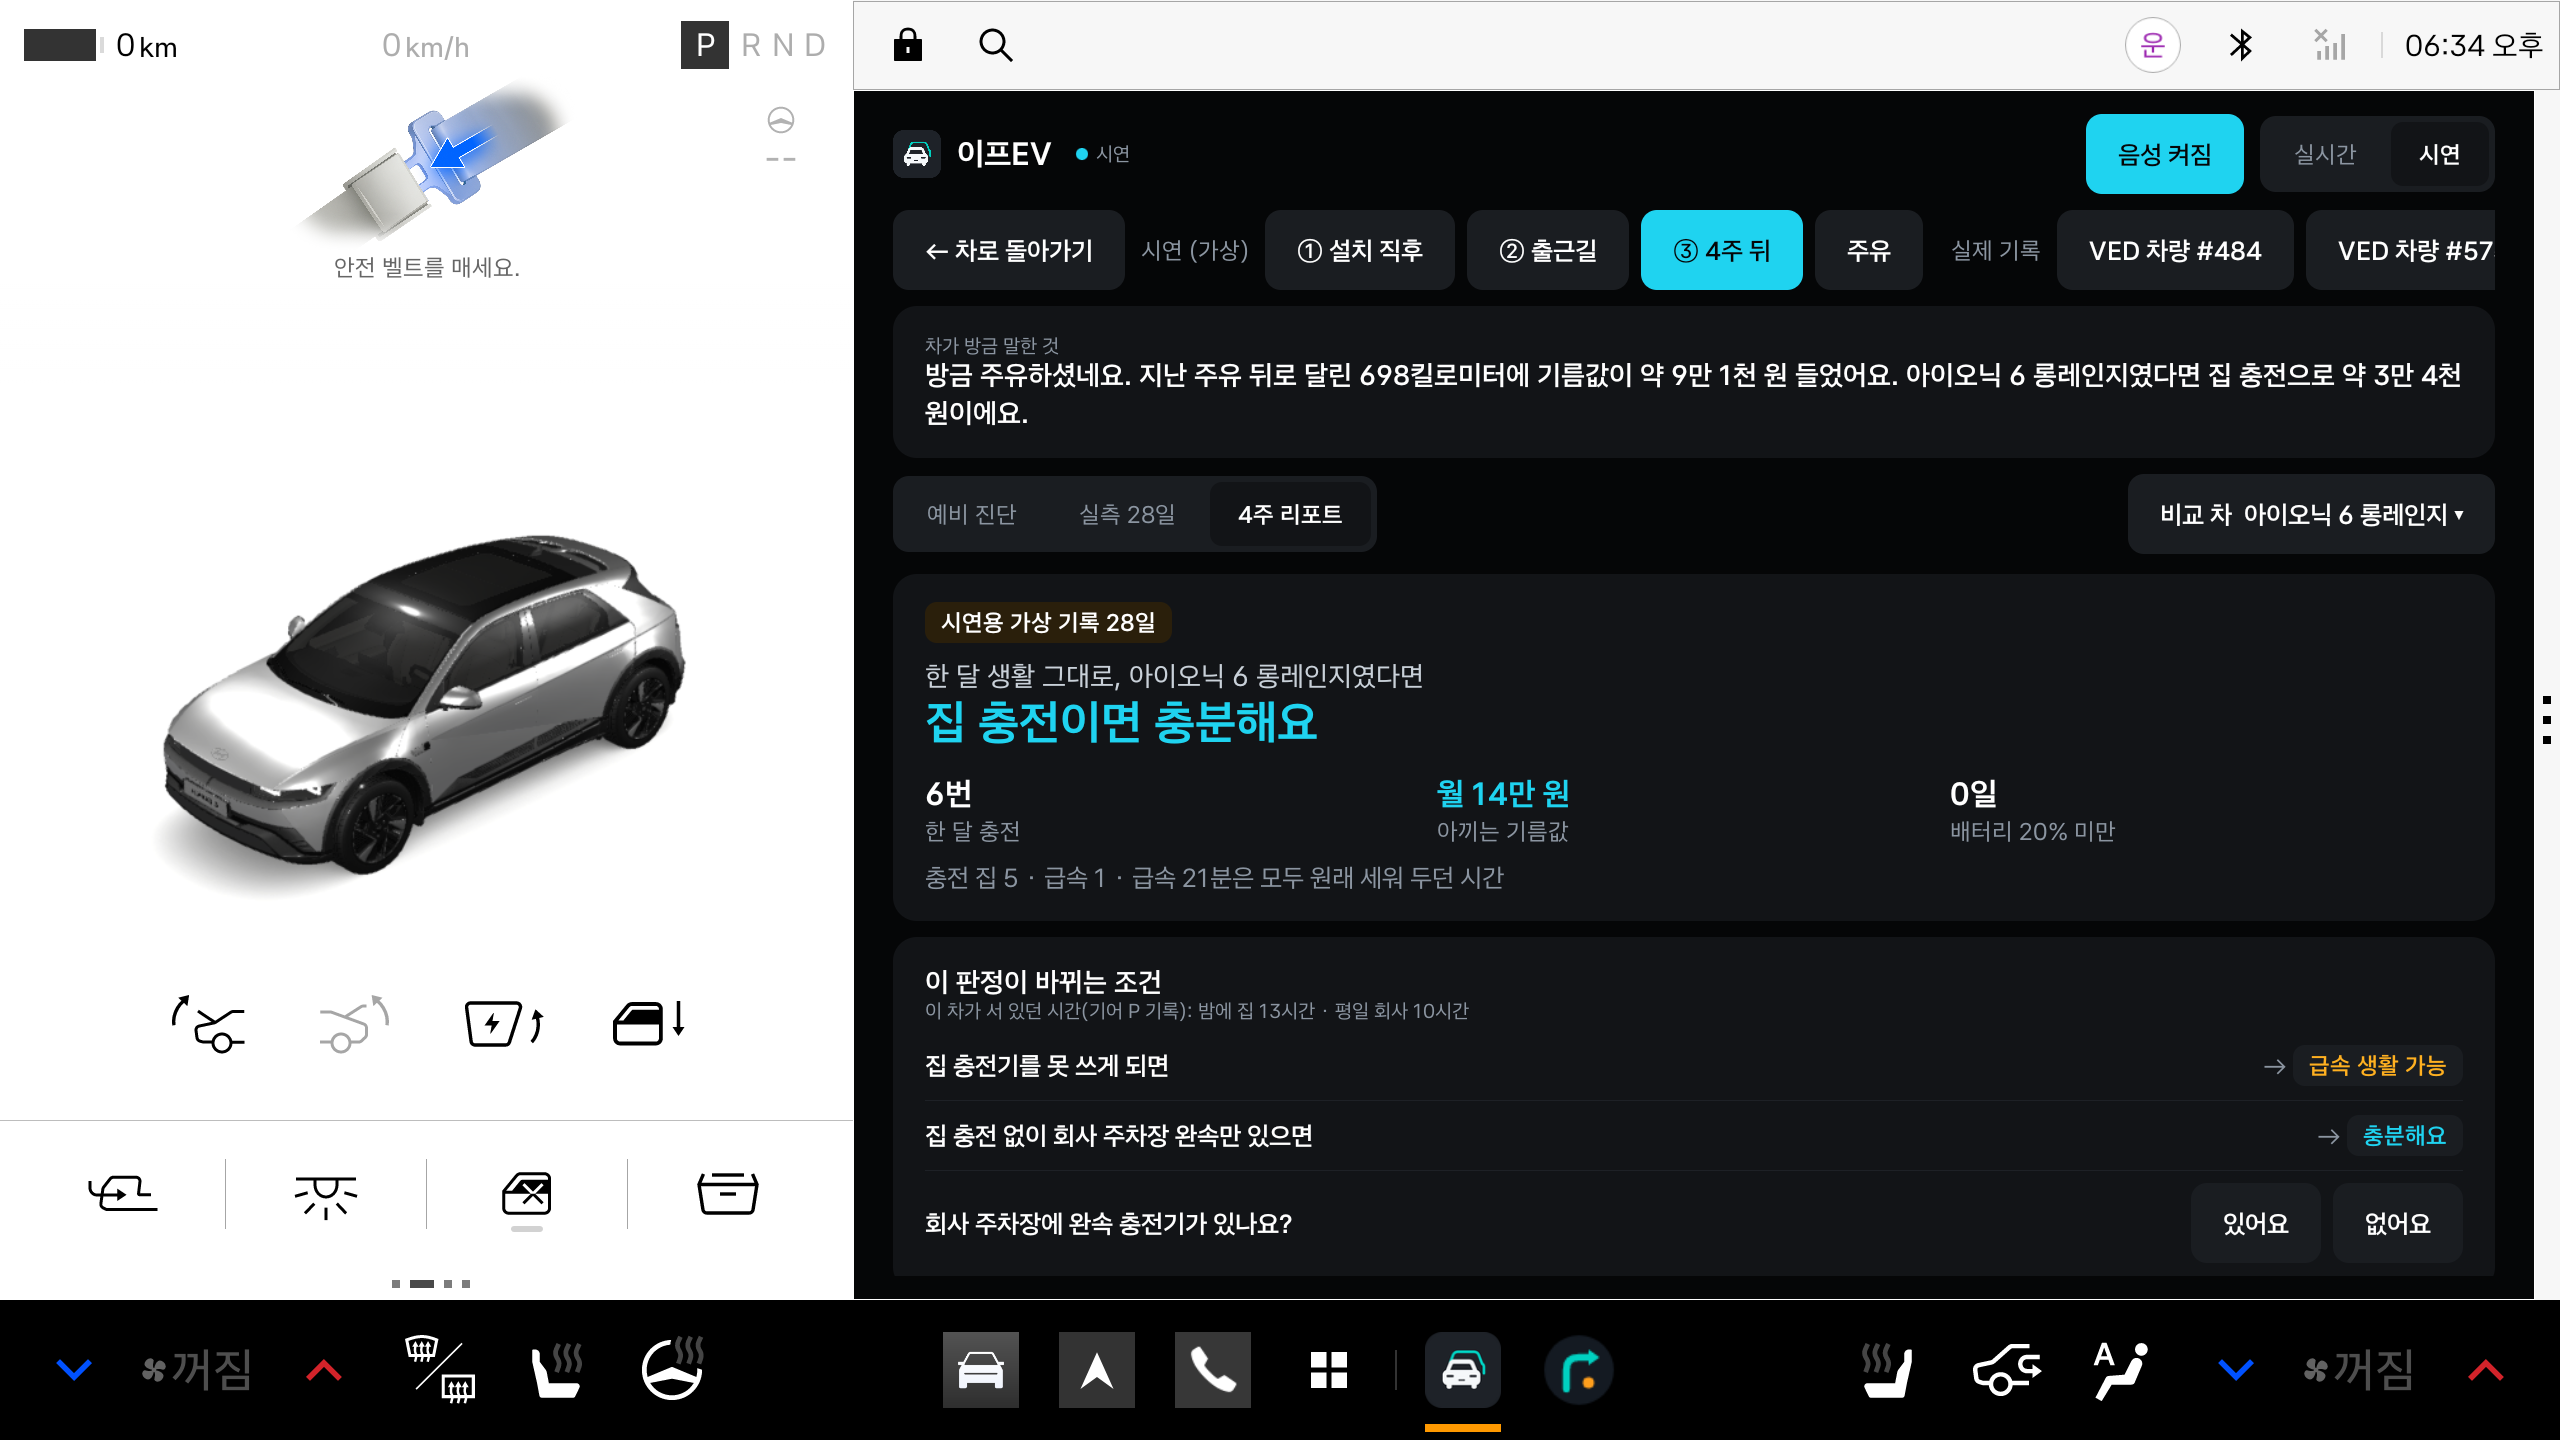 0 km
0 km/h
P R N D
안전 벨트를 매세요.
운
06:34 오후
이프EV
시연
음성 켜짐
실시간
시연
← 차로 돌아가기
시연 (가상)
① 설치 직후
② 출근길
③ 4주 뒤
주유
실제 기록
VED 차량 #484
VED 차량 #57
차가 방금 말한 것
방금 주유하셨네요. 지난 주유 뒤로 달린 698킬로미터에 기름값이 약 9만 1천 원 들었어요. 아이오닉 6 롱레인지였다면 집 충전으로 약 3만 4천
원이에요.
예비 진단
실측 28일
4주 리포트
비교 차 아이오닉 6 롱레인지 ▾
시연용 가상 기록 28일
한 달 생활 그대로, 아이오닉 6 롱레인지였다면
집 충전이면 충분해요
6번
월 14만 원
0일
한 달 충전
아끼는 기름값
배터리 20% 미만
충전 집 5 · 급속 1 · 급속 21분은 모두 원래 세워 두던 시간
이 판정이 바뀌는 조건
이 차가 서 있던 시간(기어 P 기록): 밤에 집 13시간 · 평일 회사 10시간
집 충전기를 못 쓰게 되면
→ 급속 생활 가능
집 충전 없이 회사 주차장 완속만 있으면
→ 충분해요
회사 주차장에 완속 충전기가 있나요?
있어요
없어요
꺼짐
A
꺼짐